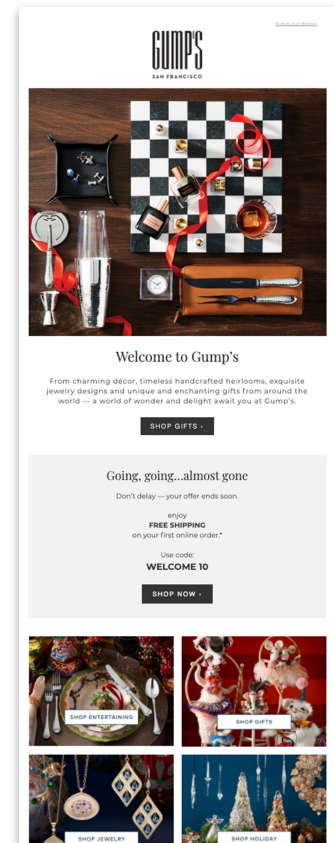 View in Your Browser
GUMP'S
SAN FRANCISCO
Welcome to Gump's
From charming décor, timeless handcrafted heirlooms, exquisite
jewelry designs and unique and enchanting gifts from around the
world — a world of wonder and delight await you at Gump's.
SHOP GIFTS ›
Going, going...almost gone
Don't delay — your offer ends soon.
enjoy
FREE SHIPPING
on your first online order.*
Use code:
WELCOME 10
SHOP NOW ›
SHOP ENTERTAINING
SHOP GIFTS
SHOP JEWELRY
SHOP HOLIDAY